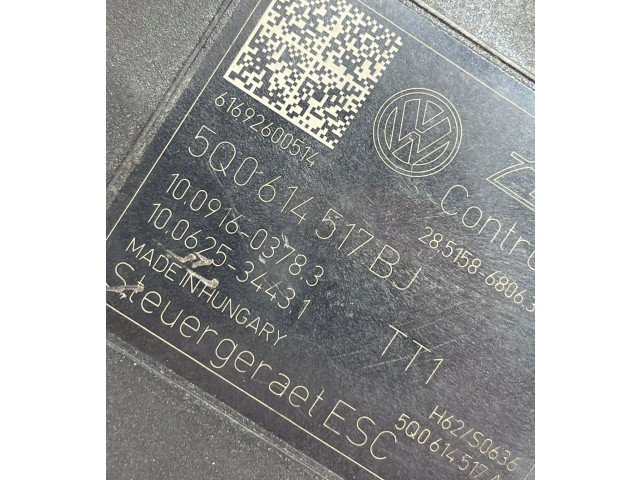 61692600514
5Q0 614 517 BJ
10.0916-0378.3
10.0625-3443.1
MADE IN HUNGARY
Steuergeraet ESC
TT1
Contro
28.5158-6806.3
H62/S0636
5Q0 614 517